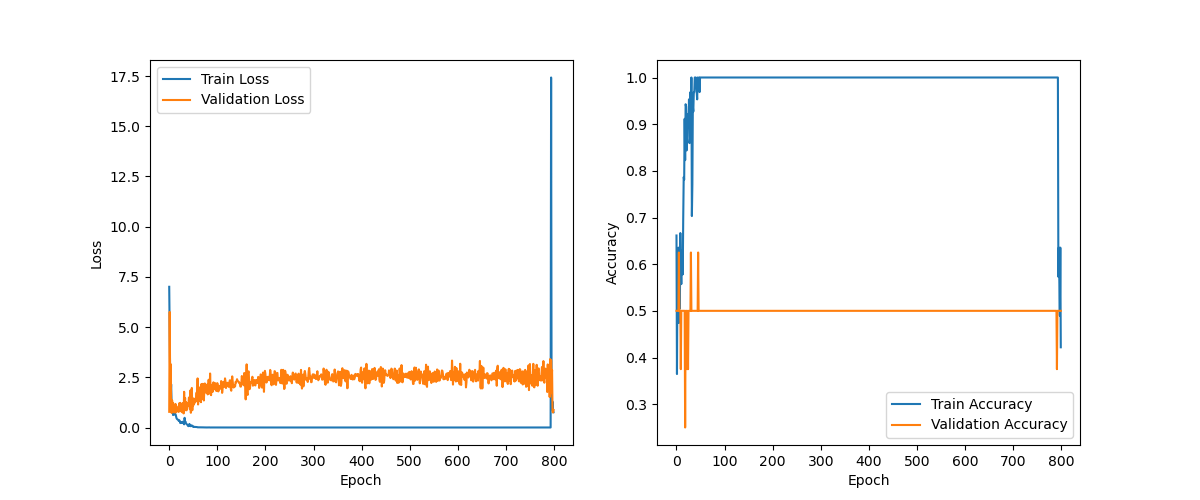 Train Loss
Validation Loss
17.5
15.0
12.5
10.0
7.5
5.0
2.5
0.0
Loss
0 100 200 300 400 500 600 700 800
Epoch
1.0
0.9
0.8
0.7
0.6
0.5
0.4
0.3
Accuracy
Train Accuracy
Validation Accuracy
0 100 200 300 400 500 600 700 800
Epoch